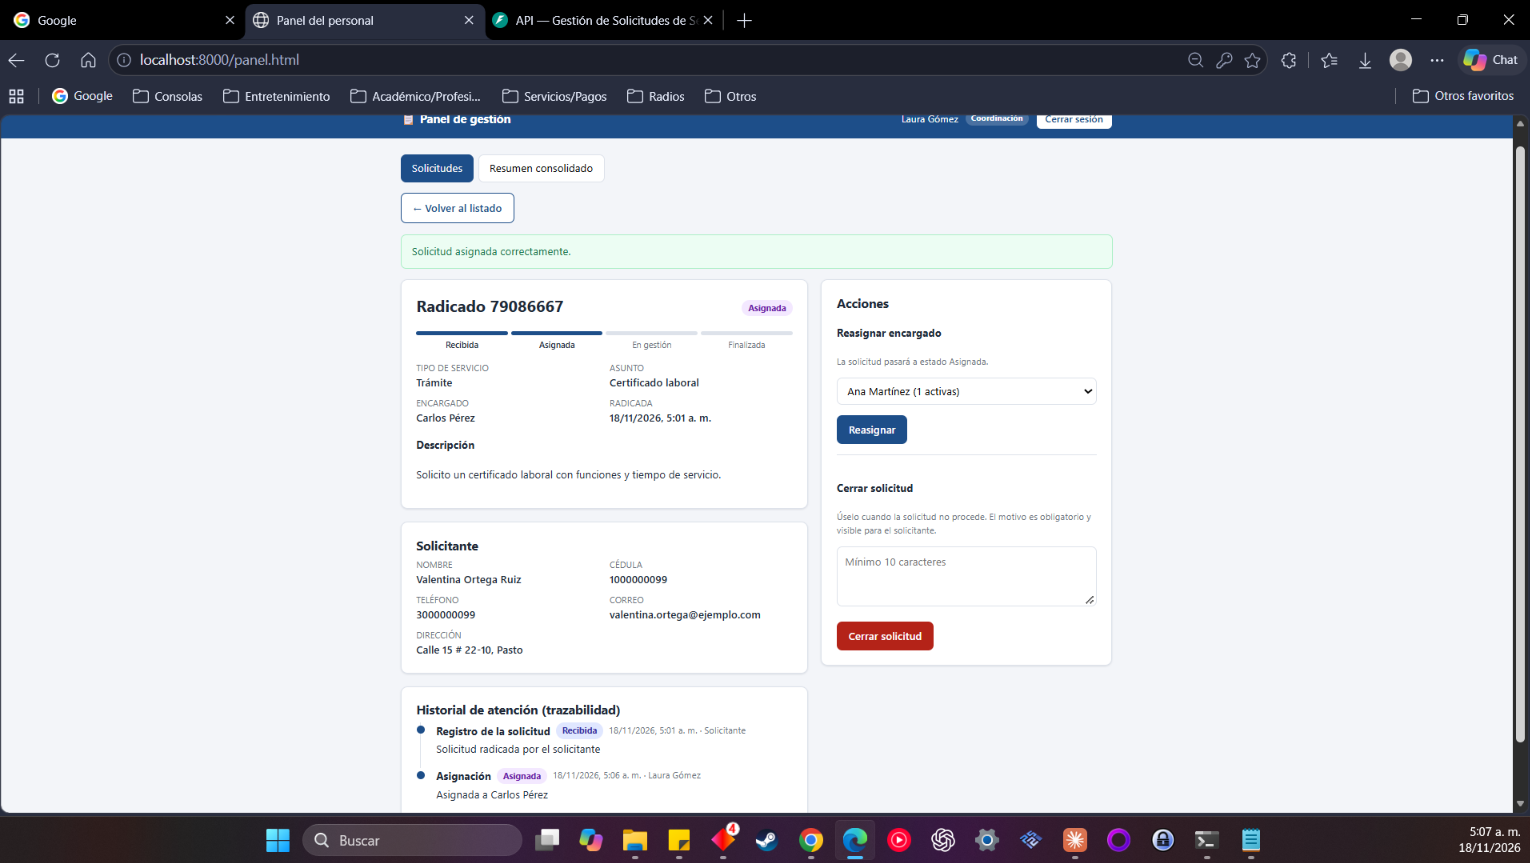 Google
Panel del personal
API — Gestión de Solicitudes de S
localhost:8000/panel.html
Chat
Google
Consolas
Entretenimiento
Académico/Profesi...
Servicios/Pagos
Radios
Otros
Otros favoritos
Panel de gestión
Laura Gómez
Coordinación
Cerrar sesión
Solicitudes
Resumen consolidado
← Volver al listado
Solicitud asignada correctamente.
Radicado 79086667
Asignada
Recibida
Asignada
En gestión
Finalizada
TIPO DE SERVICIO
Trámite
ASUNTO
Certificado laboral
ENCARGADO
Carlos Pérez
RADICADA
18/11/2026, 5:01 a. m.
Descripción
Solicito un certificado laboral con funciones y tiempo de servicio.
Solicitante
NOMBRE
Valentina Ortega Ruiz
CÉDULA
1000000099
TELÉFONO
3000000099
CORREO
valentina.ortega@ejemplo.com
DIRECCIÓN
Calle 15 # 22-10, Pasto
Historial de atención (trazabilidad)
Registro de la solicitud Recibida 18/11/2026, 5:01 a. m. · Solicitante
Solicitud radicada por el solicitante
Asignación Asignada 18/11/2026, 5:06 a. m. · Laura Gómez
Asignada a Carlos Pérez
Acciones
Reasignar encargado
La solicitud pasará a estado Asignada.
Ana Martínez (1 activas)
Reasignar
Cerrar solicitud
Úselo cuando la solicitud no procede. El motivo es obligatorio y
visible para el solicitante.
Mínimo 10 caracteres
Cerrar solicitud
Buscar
4
5:07 a. m.
18/11/2026